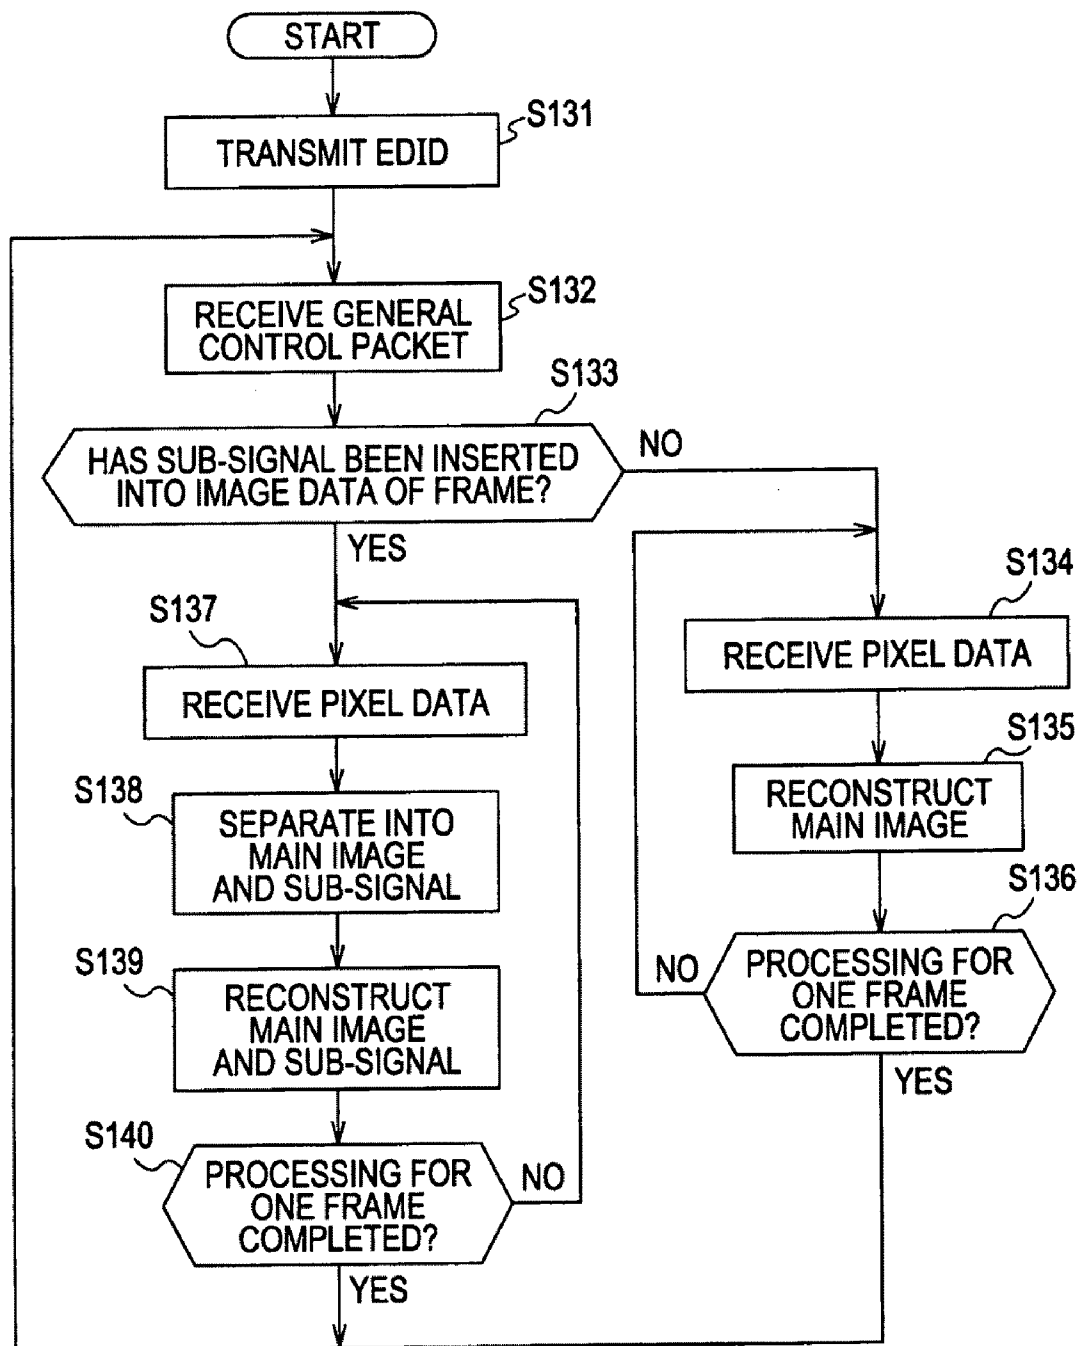 START
S131
TRANSMIT EDID
S132
RECEIVE GENERAL
CONTROL PACKET
S133
HAS SUB-SIGNAL BEEN INSERTED
INTO IMAGE DATA OF FRAME?
NO
YES
S134
RECEIVE PIXEL DATA
S135
RECONSTRUCT
MAIN IMAGE
S136
PROCESSING FOR
ONE FRAME
COMPLETED?
NO
YES
S137
RECEIVE PIXEL DATA
S138
SEPARATE INTO
MAIN IMAGE
AND SUB-SIGNAL
S139
RECONSTRUCT
MAIN IMAGE
AND SUB-SIGNAL
S140
PROCESSING FOR
ONE FRAME
COMPLETED?
NO
YES